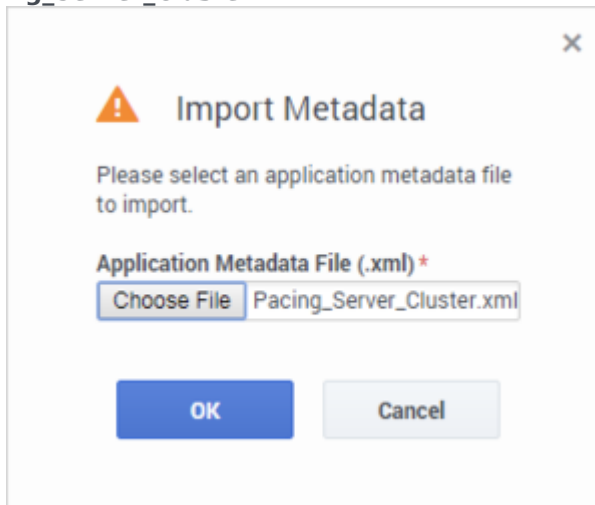 Import Metadata
Please select an application metadata file
to import.
Application Metadata File (.xml) *
Choose File Pacing_Server_Cluster.xml
OK Cancel